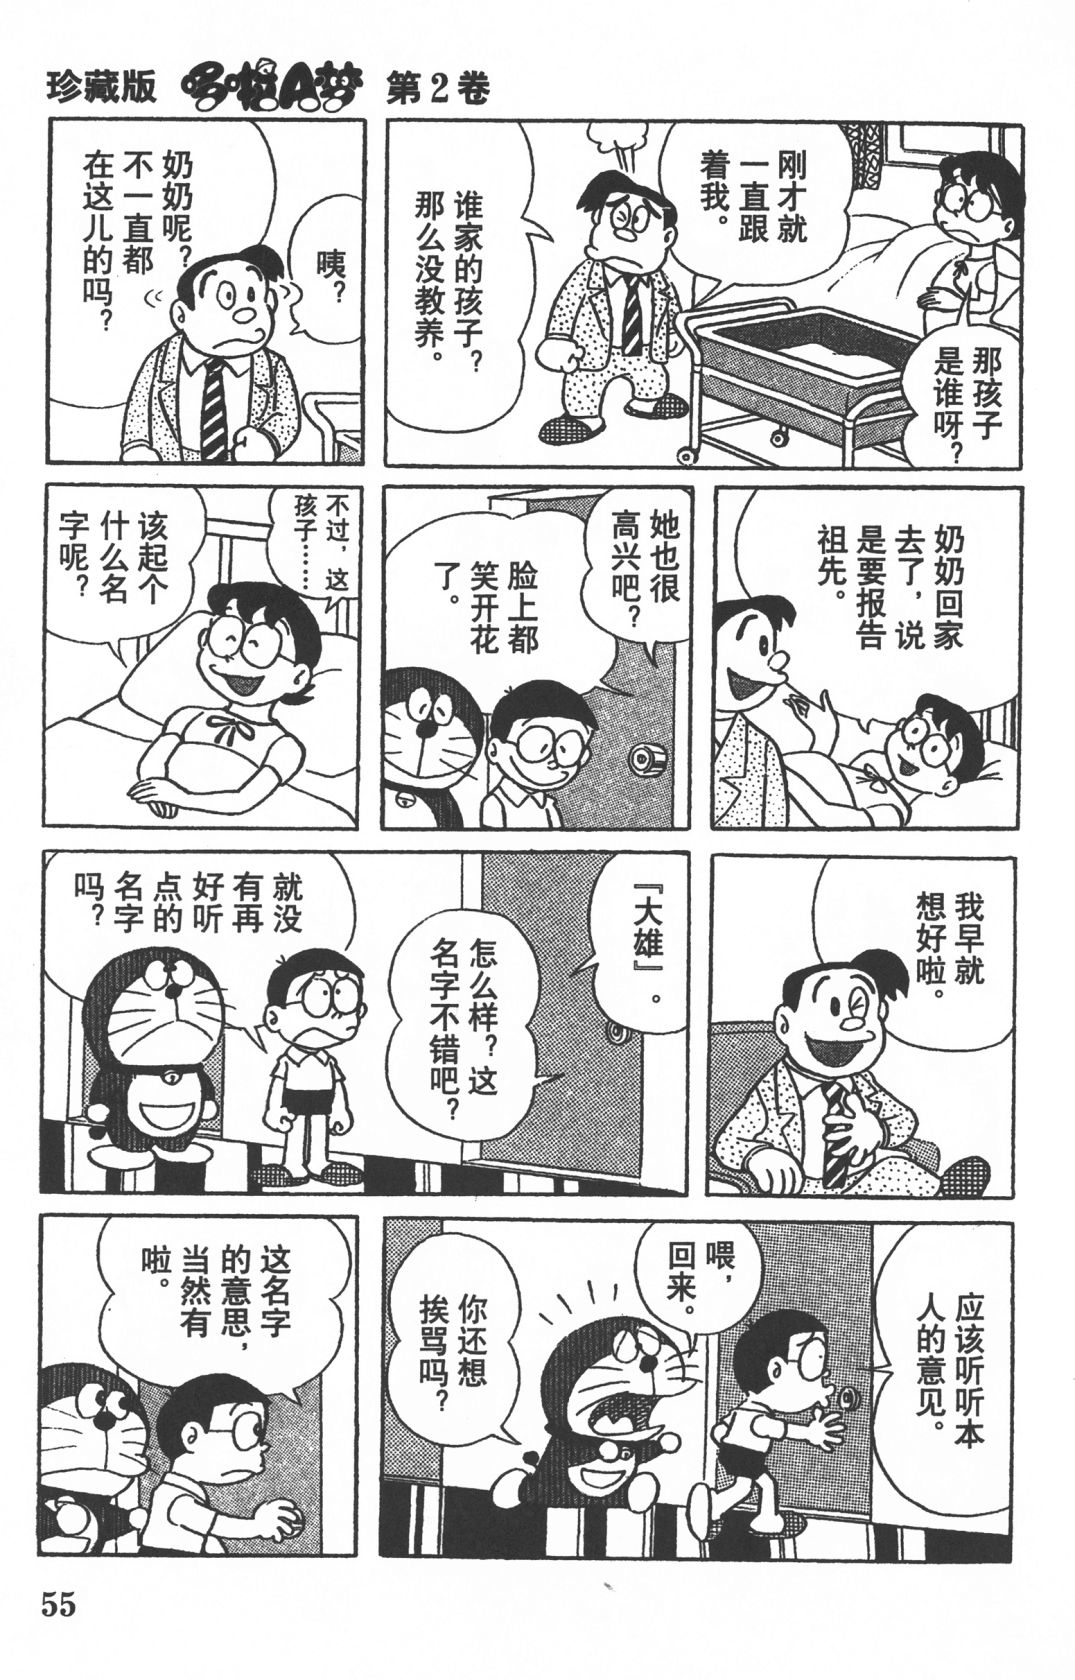 珍藏版 哆啦A梦 第2卷
那孩子
是谁呀?
刚才就
一直跟
着我。
谁家的孩子?
那么没教养。
咦?
奶奶呢?
不一直都
在这儿的吗?
奶奶回家
去了,说
是要报告
祖先。
她也很
高兴吧?
脸上都
笑开花
了。
不过,这
孩子……
该起个
什么名
字呢?
我早就
想好啦。
『大雄』。
怎么样?这
名字不错吧?
就没
有再
好听
点的
名字
吗?
应该听听本
人的意见。
喂,
回来。
你还想
挨骂吗?
这名字
的意思,
当然有
啦。
55